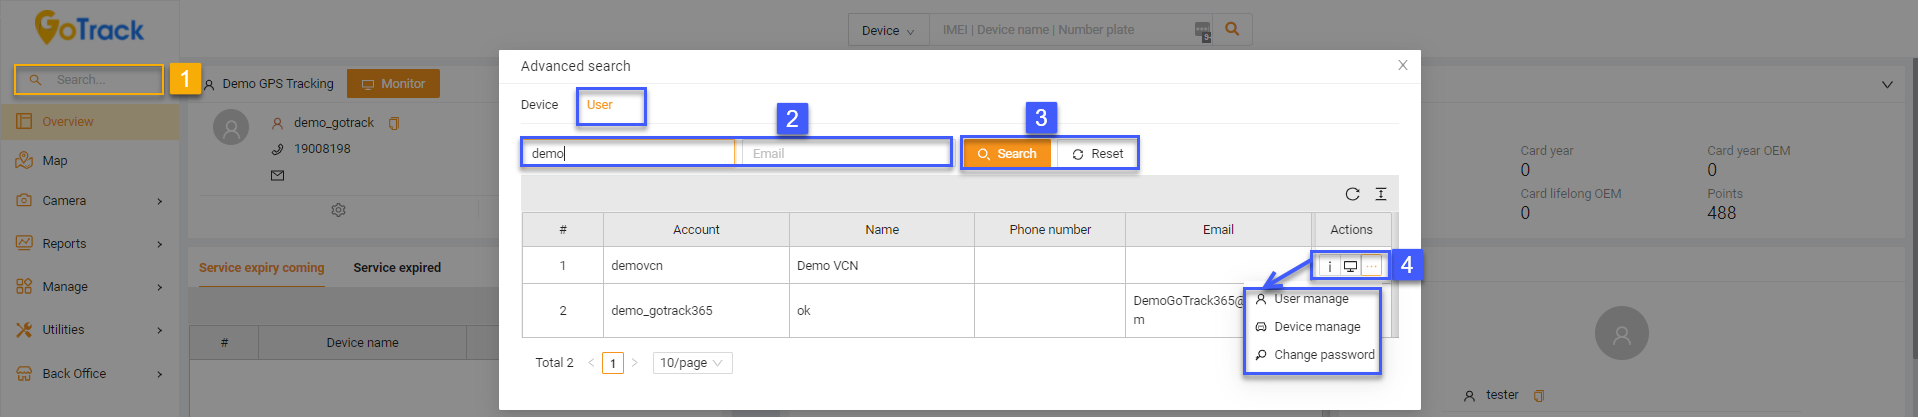 GoTrack
Device
IMEI | Device name | Number plate
Search...
1
Demo GPS Tracking
Monitor
Overview
Map
Camera
Reports
Manage
Utilities
Back Office
demo_gotrack
19008198
Service expiry coming
Service expired
#
Device name
Advanced search
Device
User
2
3
demo
Email
Search
Reset
#
Account
Name
Phone number
Email
Actions
1
demovcn
Demo VCN
4
2
demo_gotrack365
ok
DemoGoTrack365@
m
User manage
Device manage
Change password
Total 2
1
10/page
Card year
0
Card year OEM
0
Card lifelong OEM
0
Points
488
tester